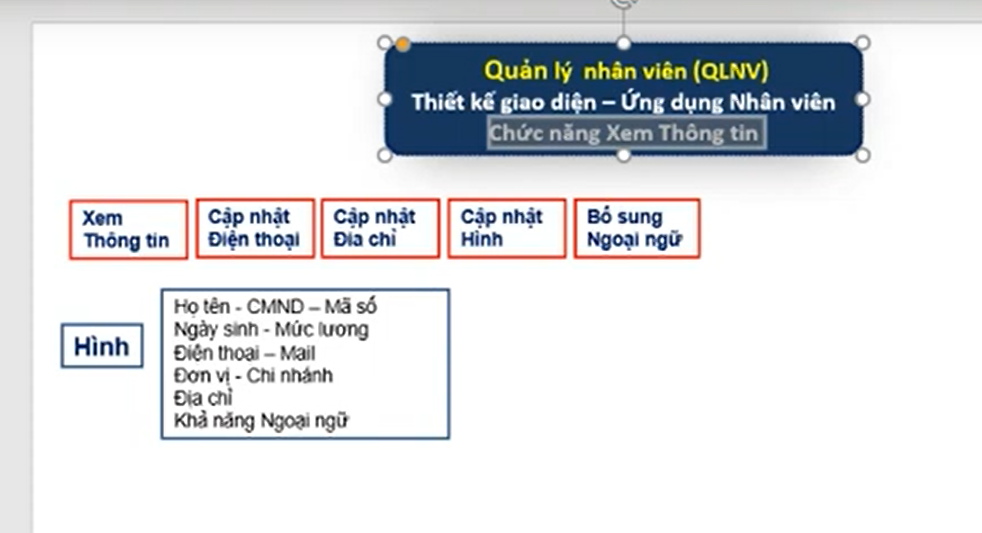 Quản lý nhân viên (QLNV)
Thiết kế giao diện – Ứng dụng Nhân viên
Chức năng Xem Thông tin
Xem
Thông tin
Cập nhật
Điện thoại
Cập nhật
Địa chỉ
Cập nhật
Hình
Bổ sung
Ngoại ngữ
Hình
Họ tên - CMND – Mã số
Ngày sinh - Mức lương
Điện thoại – Mail
Đơn vị - Chi nhánh
Địa chỉ
Khả năng Ngoại ngữ